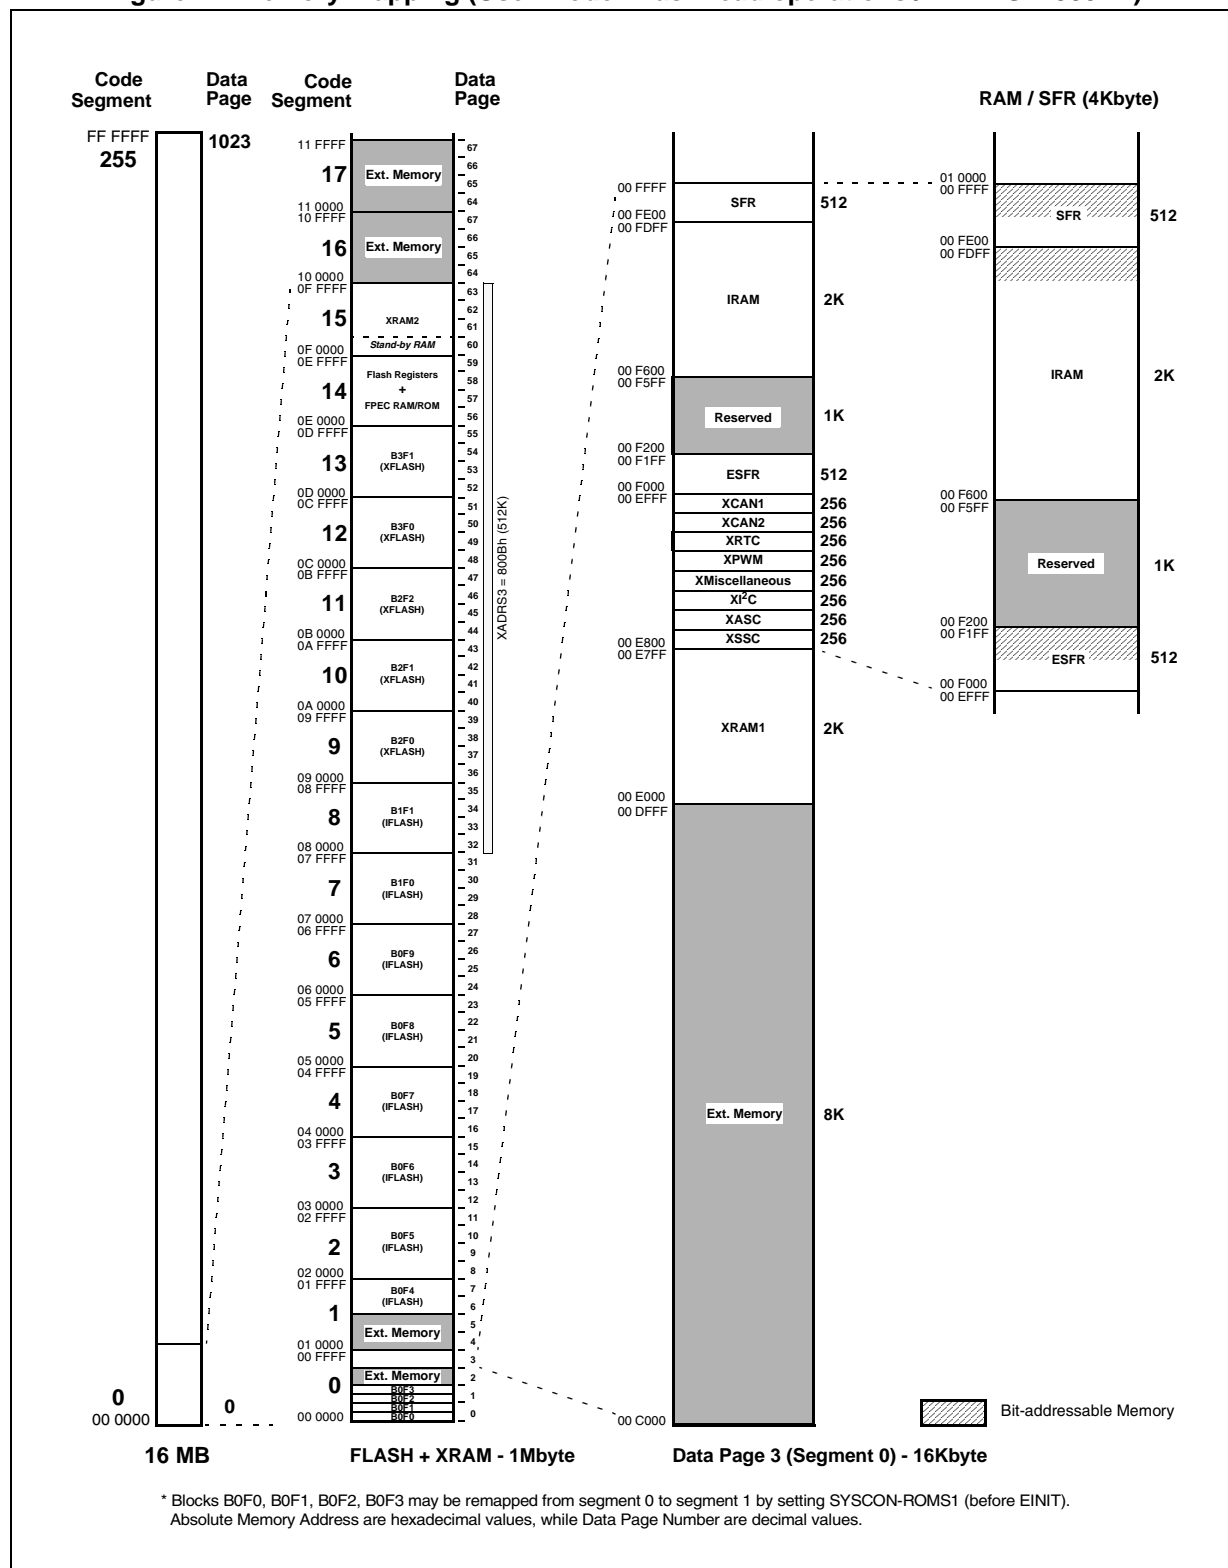 Code Segment
Data Page
FF FFFF
255
1023
0
00 0000
0
16 MB
Code Segment
Data Page
11 FFFF
17
Ext. Memory
67
66
65
64
11 0000
10 FFFF
16
Ext. Memory
67
66
65
64
10 0000
0F FFFF
15
XRAM2
Stand-by RAM
63
62
61
60
0F 0000
0E FFFF
14
Flash Registers
+
FPEC RAM/ROM
59
58
57
56
0E 0000
0D FFFF
13
B3F1
(XFLASH)
55
54
53
52
0D 0000
0C FFFF
12
B3F0
(XFLASH)
51
50
49
48
0C 0000
0B FFFF
11
B2F2
(XFLASH)
47
46
45
44
0B 0000
0A FFFF
10
B2F1
(XFLASH)
43
42
41
40
0A 0000
09 FFFF
9
B2F0
(XFLASH)
39
38
37
36
09 0000
08 FFFF
8
B1F1
(IFLASH)
35
34
33
32
XADRS3 = 800Bh (512K)
08 0000
07 FFFF
7
B1F0
(IFLASH)
31
30
29
28
07 0000
06 FFFF
6
B0F9
(IFLASH)
27
26
25
24
06 0000
05 FFFF
5
B0F8
(IFLASH)
23
22
21
20
05 0000
04 FFFF
4
B0F7
(IFLASH)
19
18
17
16
04 0000
03 FFFF
3
B0F6
(IFLASH)
15
14
13
12
03 0000
02 FFFF
2
B0F5
(IFLASH)
11
10
9
8
02 0000
01 FFFF
1
B0F4
(IFLASH)
Ext. Memory
7
6
5
4
01 0000
00 FFFF
0
Ext. Memory
B0F3
B0F2
B0F1
B0F0
3
2
1
0
00 0000
FLASH + XRAM - 1Mbyte
00 FFFF
SFR
512
00 FE00
00 FDFF
IRAM
2K
00 F600
00 F5FF
Reserved
1K
00 F200
00 F1FF
ESFR
512
00 F000
00 EFFF
XCAN1
256
XCAN2
256
XRTC
256
XPWM
256
XMiscellaneous
256
XI2C
256
XASC
256
XSSC
256
00 E800
00 E7FF
XRAM1
2K
00 E000
00 DFFF
Ext. Memory
8K
00 C000
Data Page 3 (Segment 0) - 16Kbyte
RAM / SFR (4Kbyte)
01 0000
00 FFFF
SFR
512
00 FE00
00 FDFF
IRAM
2K
00 F600
00 F5FF
Reserved
1K
00 F200
00 F1FF
ESFR
512
00 F000
00 EFFF
Bit-addressable Memory
* Blocks B0F0, B0F1, B0F2, B0F3 may be remapped from segment 0 to segment 1 by setting SYSCON-ROMS1 (before EINIT).
Absolute Memory Address are hexadecimal values, while Data Page Number are decimal values.